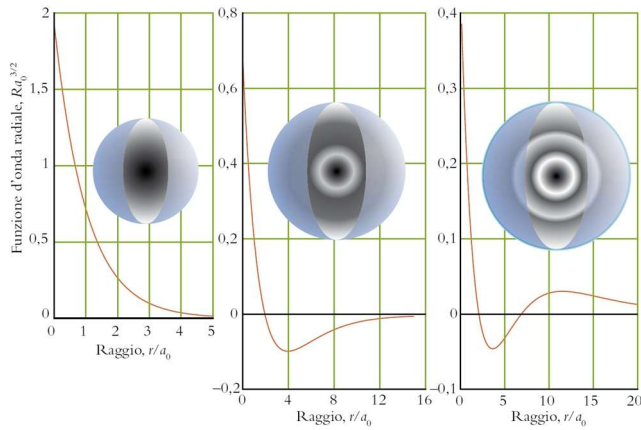 Funzione d'onda radiale, Ra₀^3/2
2
1,5
1
0,5
0
0 1 2 3 4 5
Raggio, r/a₀
0,8
0,6
0,4
0,2
0
−0,2
0 4 8 12 16
Raggio, r/a₀
0,4
0,3
0,2
0,1
0
−0,1
0 5 10 15 20
Raggio, r/a₀